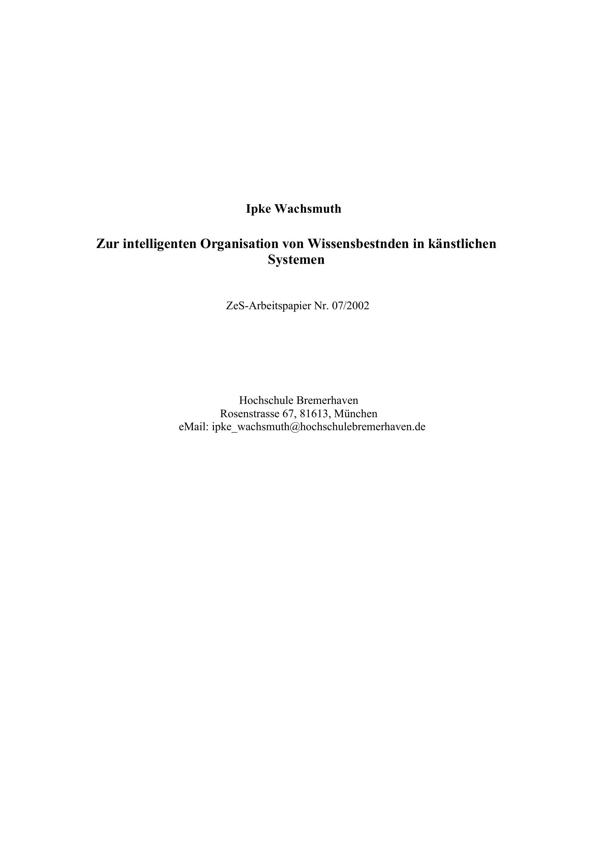 Ipke Wachsmuth
Zur intelligenten Organisation von Wissensbestnden in känstlichen
Systemen
ZeS-Arbeitspapier Nr. 07/2002
Hochschule Bremerhaven
Rosenstrasse 67, 81613, München
eMail: ipke_wachsmuth@hochschulebremerhaven.de